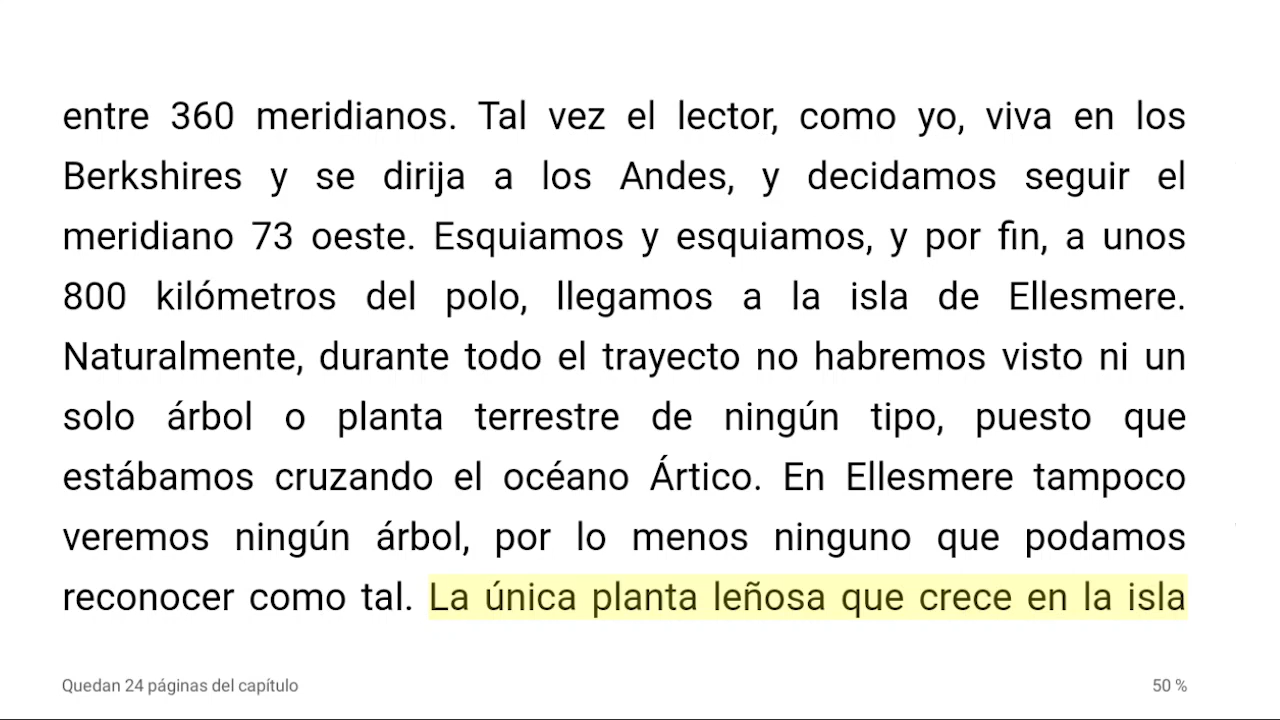 entre 360 meridianos. Tal vez el lector, como yo, viva en los
Berkshires y se dirija a los Andes, y decidamos seguir el
meridiano 73 oeste. Esquiamos y esquiamos, y por fin, a unos
800 kilómetros del polo, llegamos a la isla de Ellesmere.
Naturalmente, durante todo el trayecto no habremos visto ni un
solo árbol o planta terrestre de ningún tipo, puesto que
estábamos cruzando el océano Ártico. En Ellesmere tampoco
veremos ningún árbol, por lo menos ninguno que podamos
reconocer como tal. La única planta leñosa que crece en la isla
Quedan 24 páginas del capítulo
50 %